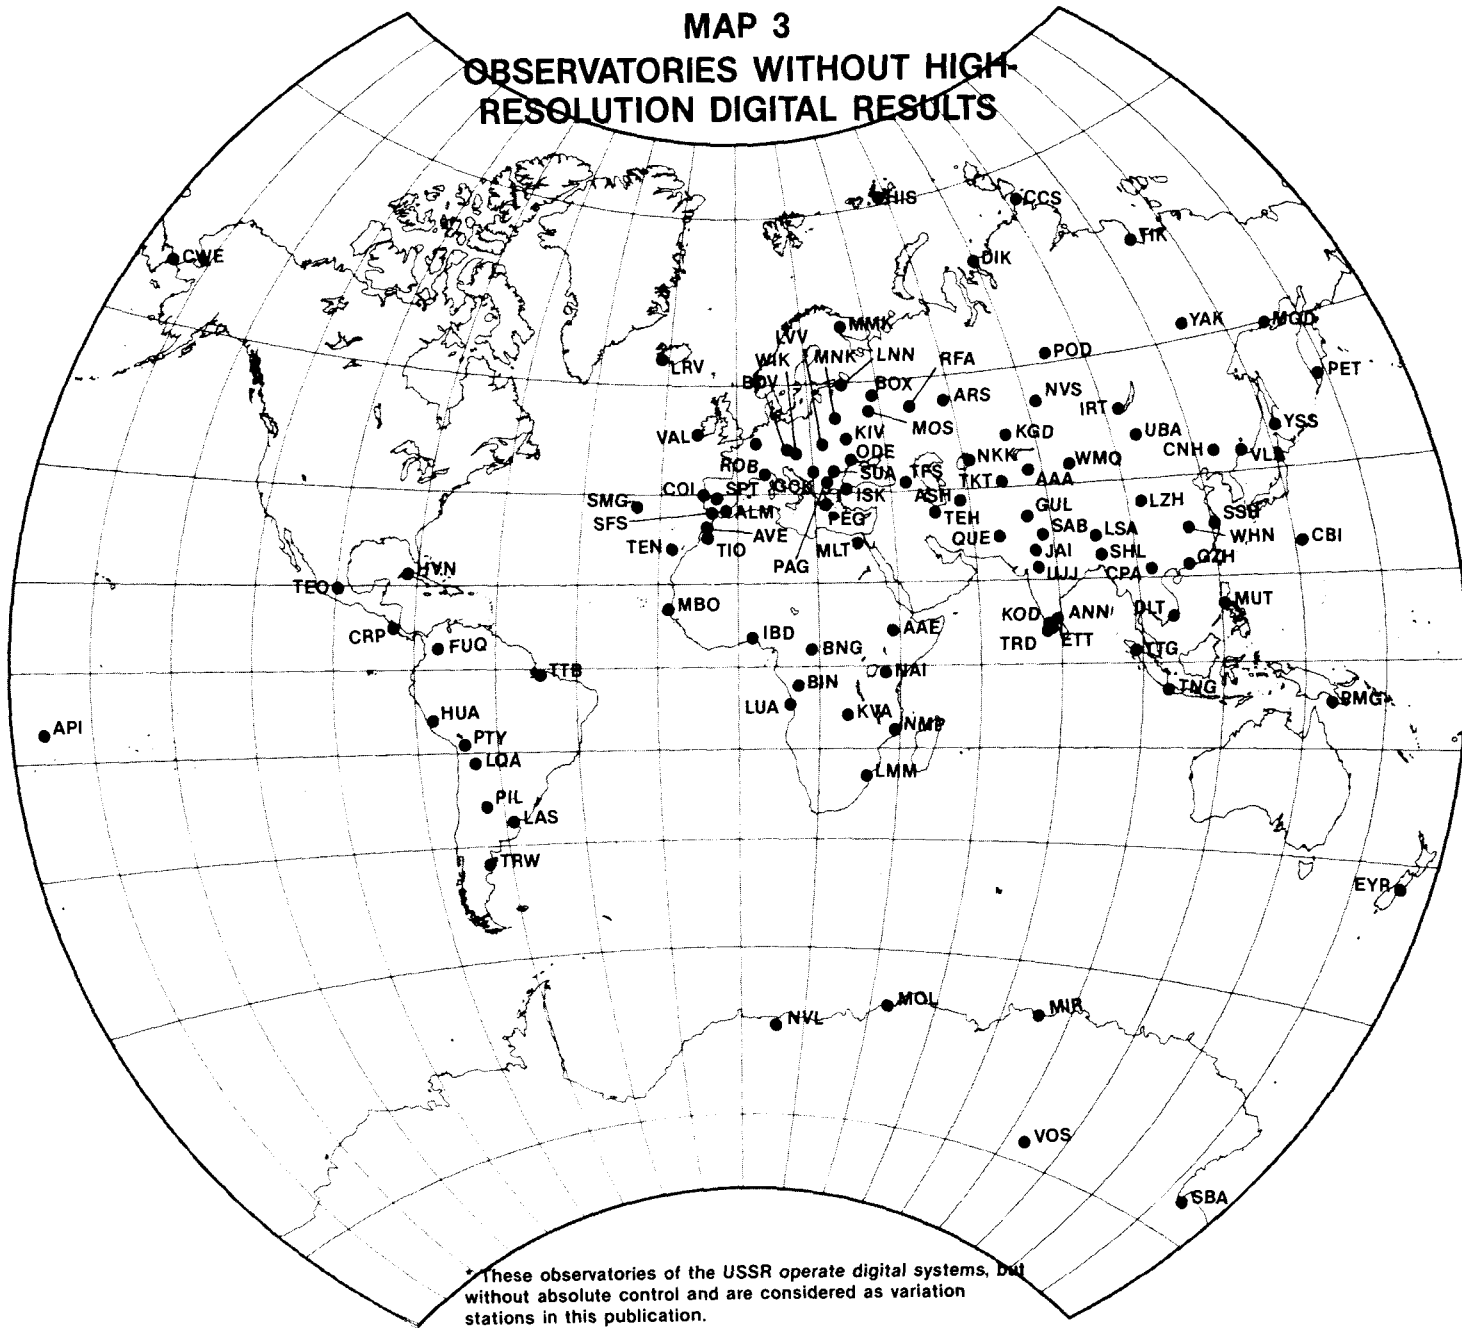 MAP 3
OBSERVATORIES WITHOUT HIGH-
RESOLUTION DIGITAL RESULTS
HIS
CCS
TIK
CWE
DIK
YAK
MGD
MMK
LVV
WIK
MNK
LNN
RFA
POD
PET
LRV
BDV
BOX
ARS
NVS
IRT
MOS
YSS
VAL
KIV
KGD
UBA
CNH
VLA
ROB
ODE
NKK
WMQ
SUA
TFS
TKT
AAA
COI
SPT
GCK
ISK
ASH
LZH
SMG
SFS
ALM
PEG
TEH
GUL
SSH
AVE
SAB
LSA
WHN
CBI
TEN
TIO
MLT
QUE
JAI
SHL
GZH
PAG
UJJ
CPA
HVN
TEO
MBO
KOD
ANN
DLT
MUT
CRP
FUQ
IBD
BNG
AAE
TRD
ETT
TTG
TTB
BIN
NAI
TNG
PMG
LUA
KVA
NMP
API
HUA
PTY
LQA
LMM
PIL
LAS
TRW
EYR
NVL
MOL
MIR
VOS
SBA
* These observatories of the USSR operate digital systems, but
without absolute control and are considered as variation
stations in this publication.